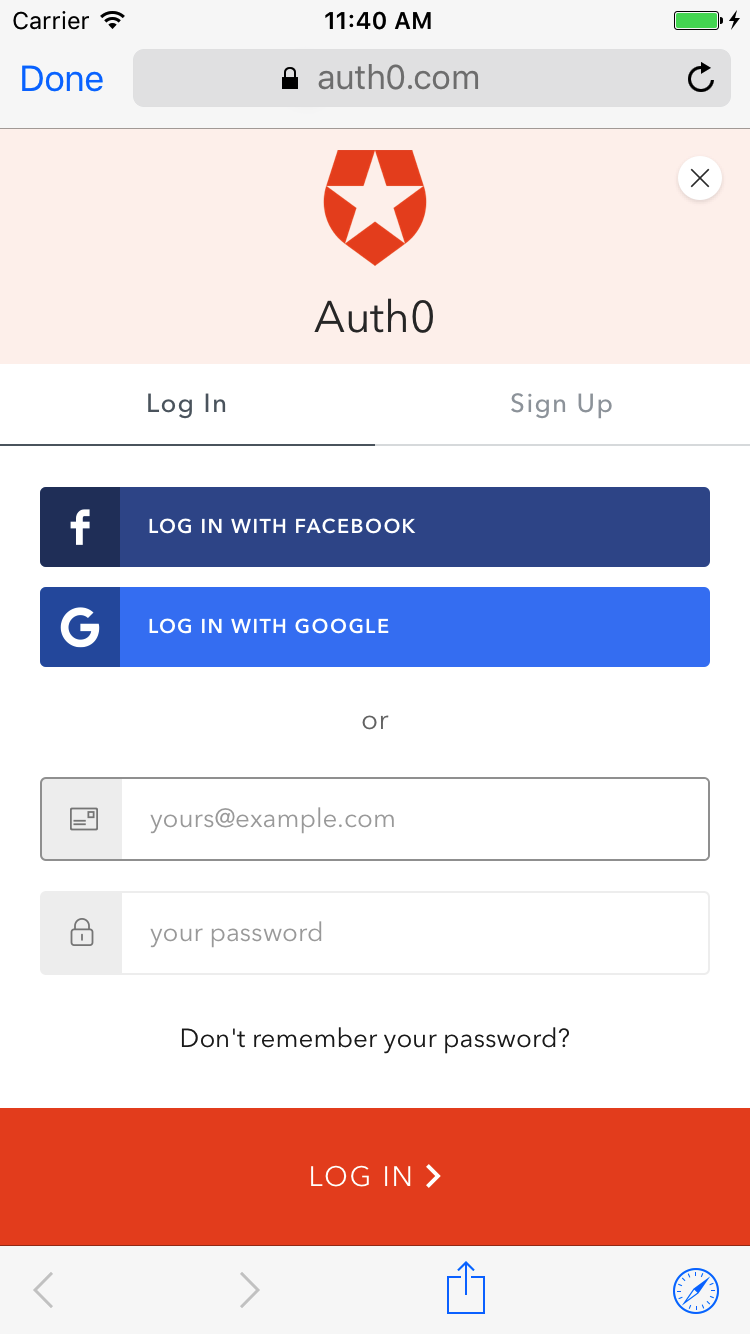 Carrier 11:40 AM
Done auth0.com
Auth0
Log In Sign Up
LOG IN WITH FACEBOOK
LOG IN WITH GOOGLE
or
yours@example.com
your password
Don't remember your password?
LOG IN